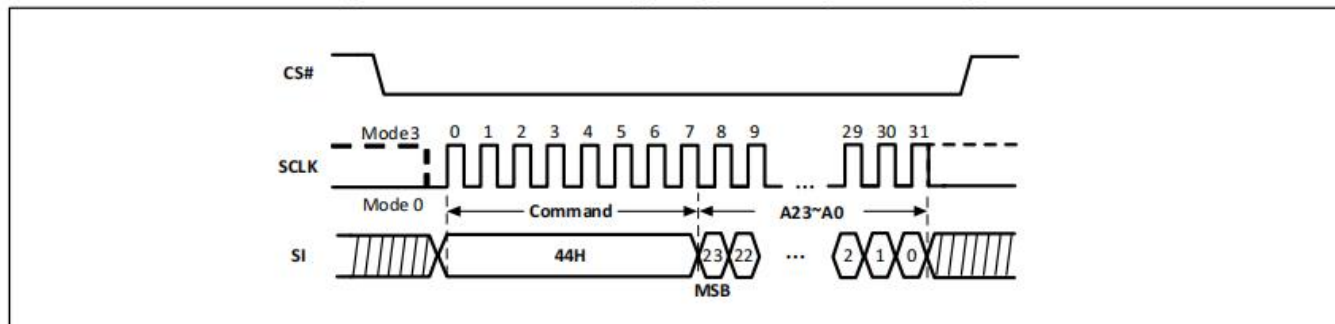 CS#
Mode3 0 1 2 3 4 5 6 7 8 9 29 30 31
SCLK
...
Mode 0 Command A23~A0
SI 44H 23 22 ... 2 1 0
MSB